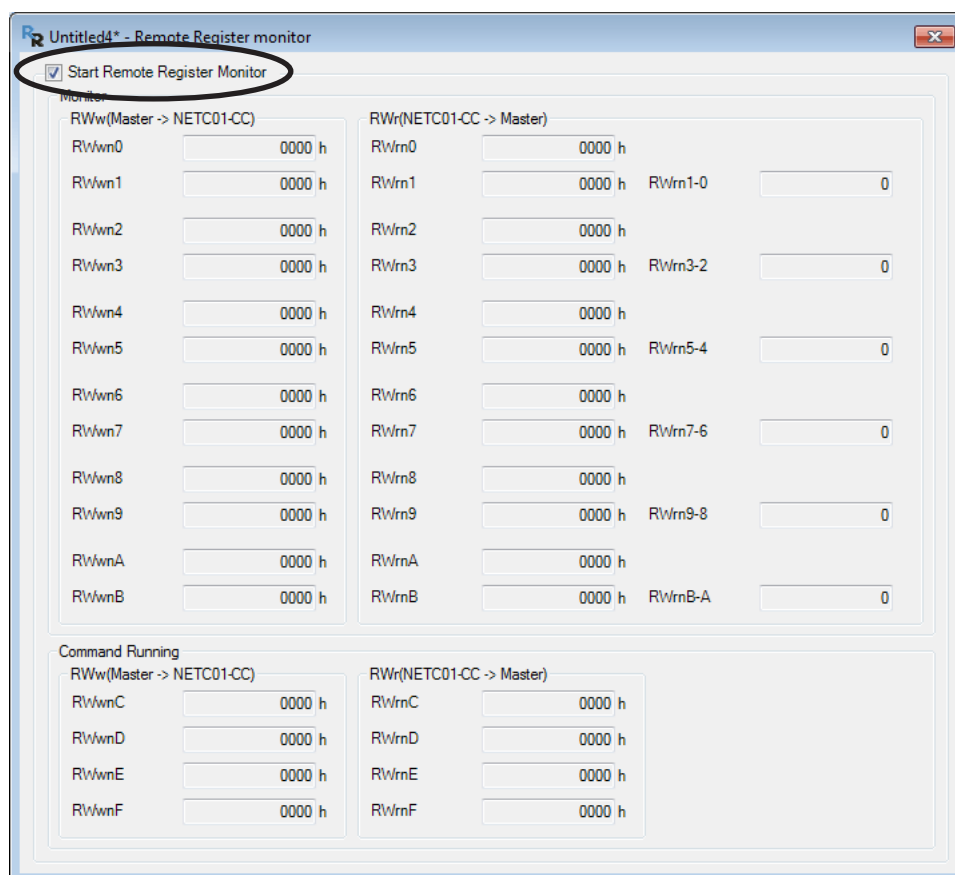 RR Untitled4* - Remote Register monitor
Start Remote Register Monitor
Monitor
RWw(Master -> NETC01-CC) RWr(NETC01-CC -> Master)
RWwn0 0000 h RWrn0 0000 h
RWwn1 0000 h RWrn1 0000 h RWrn1-0 0
RWwn2 0000 h RWrn2 0000 h
RWwn3 0000 h RWrn3 0000 h RWrn3-2 0
RWwn4 0000 h RWrn4 0000 h
RWwn5 0000 h RWrn5 0000 h RWrn5-4 0
RWwn6 0000 h RWrn6 0000 h
RWwn7 0000 h RWrn7 0000 h RWrn7-6 0
RWwn8 0000 h RWrn8 0000 h
RWwn9 0000 h RWrn9 0000 h RWrn9-8 0
RWwnA 0000 h RWrnA 0000 h
RWwnB 0000 h RWrnB 0000 h RWrnB-A 0
Command Running
RWw(Master -> NETC01-CC) RWr(NETC01-CC -> Master)
RWwnC 0000 h RWrnC 0000 h
RWwnD 0000 h RWrnD 0000 h
RWwnE 0000 h RWrnE 0000 h
RWwnF 0000 h RWrnF 0000 h